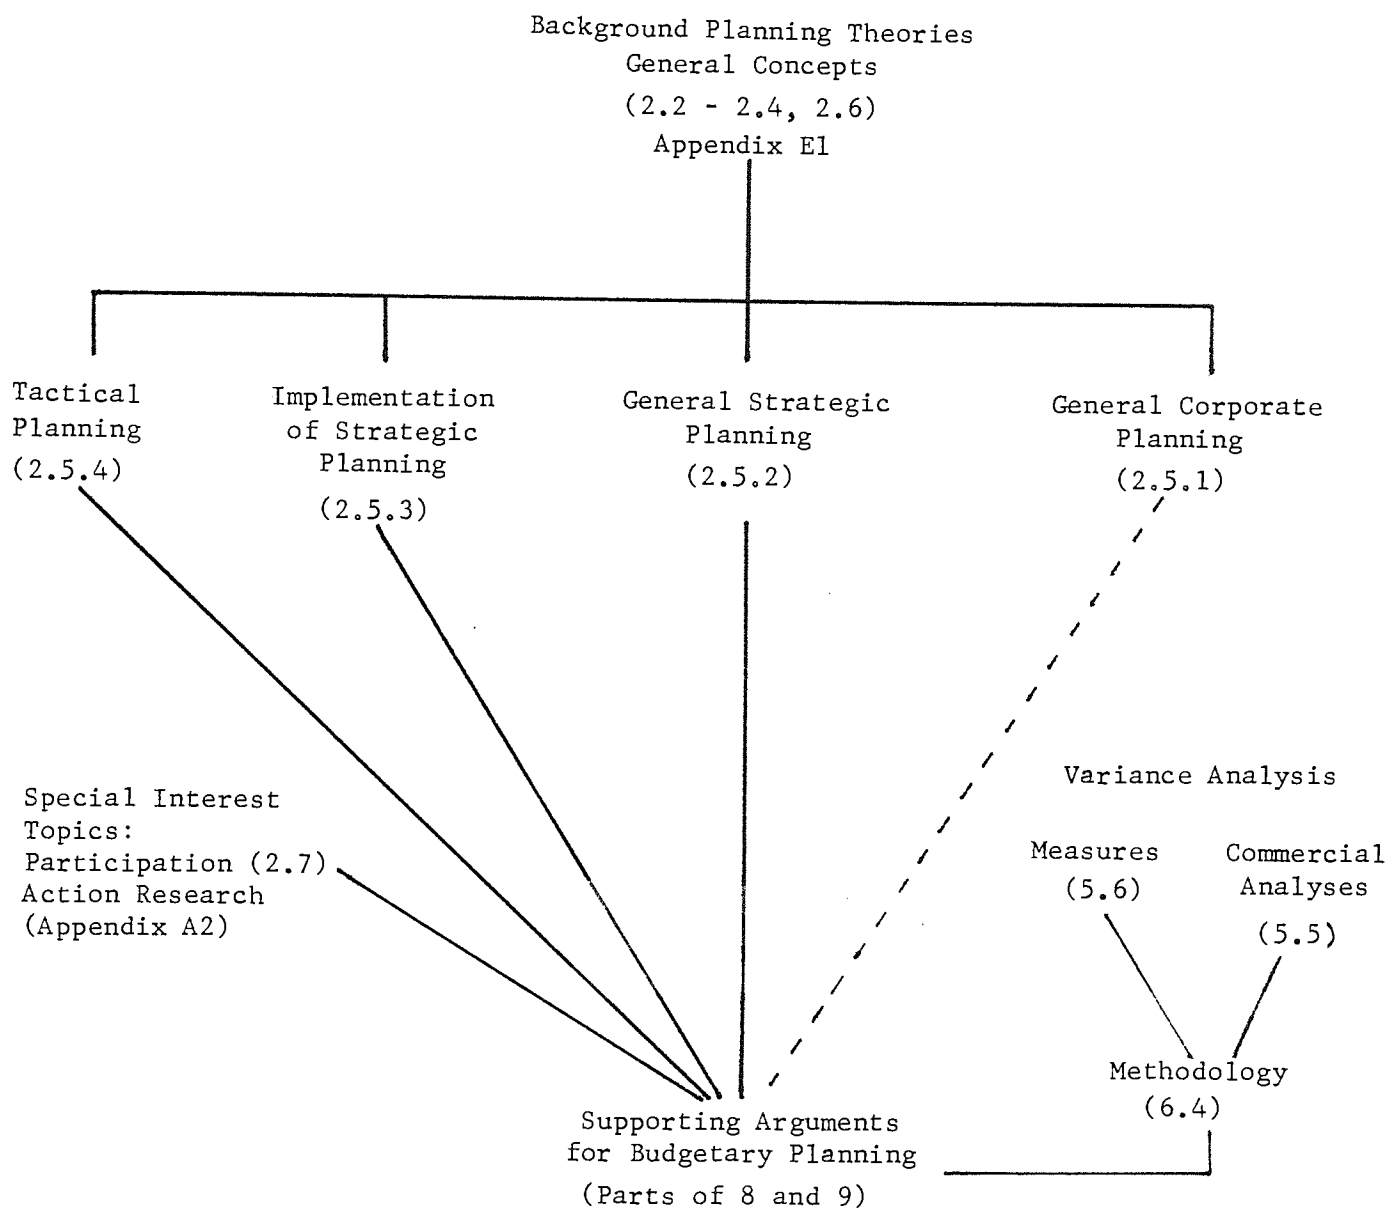 Background Planning Theories
General Concepts
(2.2 - 2.4, 2.6)
Appendix E1
Tactical
Planning
(2.5.4)
Implementation
of Strategic
Planning
(2.5.3)
General Strategic
Planning
(2.5.2)
General Corporate
Planning
(2.5.1)
Special Interest
Topics:
Participation (2.7)
Action Research
(Appendix A2)
Variance Analysis
Measures
(5.6)
Commercial
Analyses
(5.5)
Methodology
(6.4)
Supporting Arguments
for Budgetary Planning
(Parts of 8 and 9)